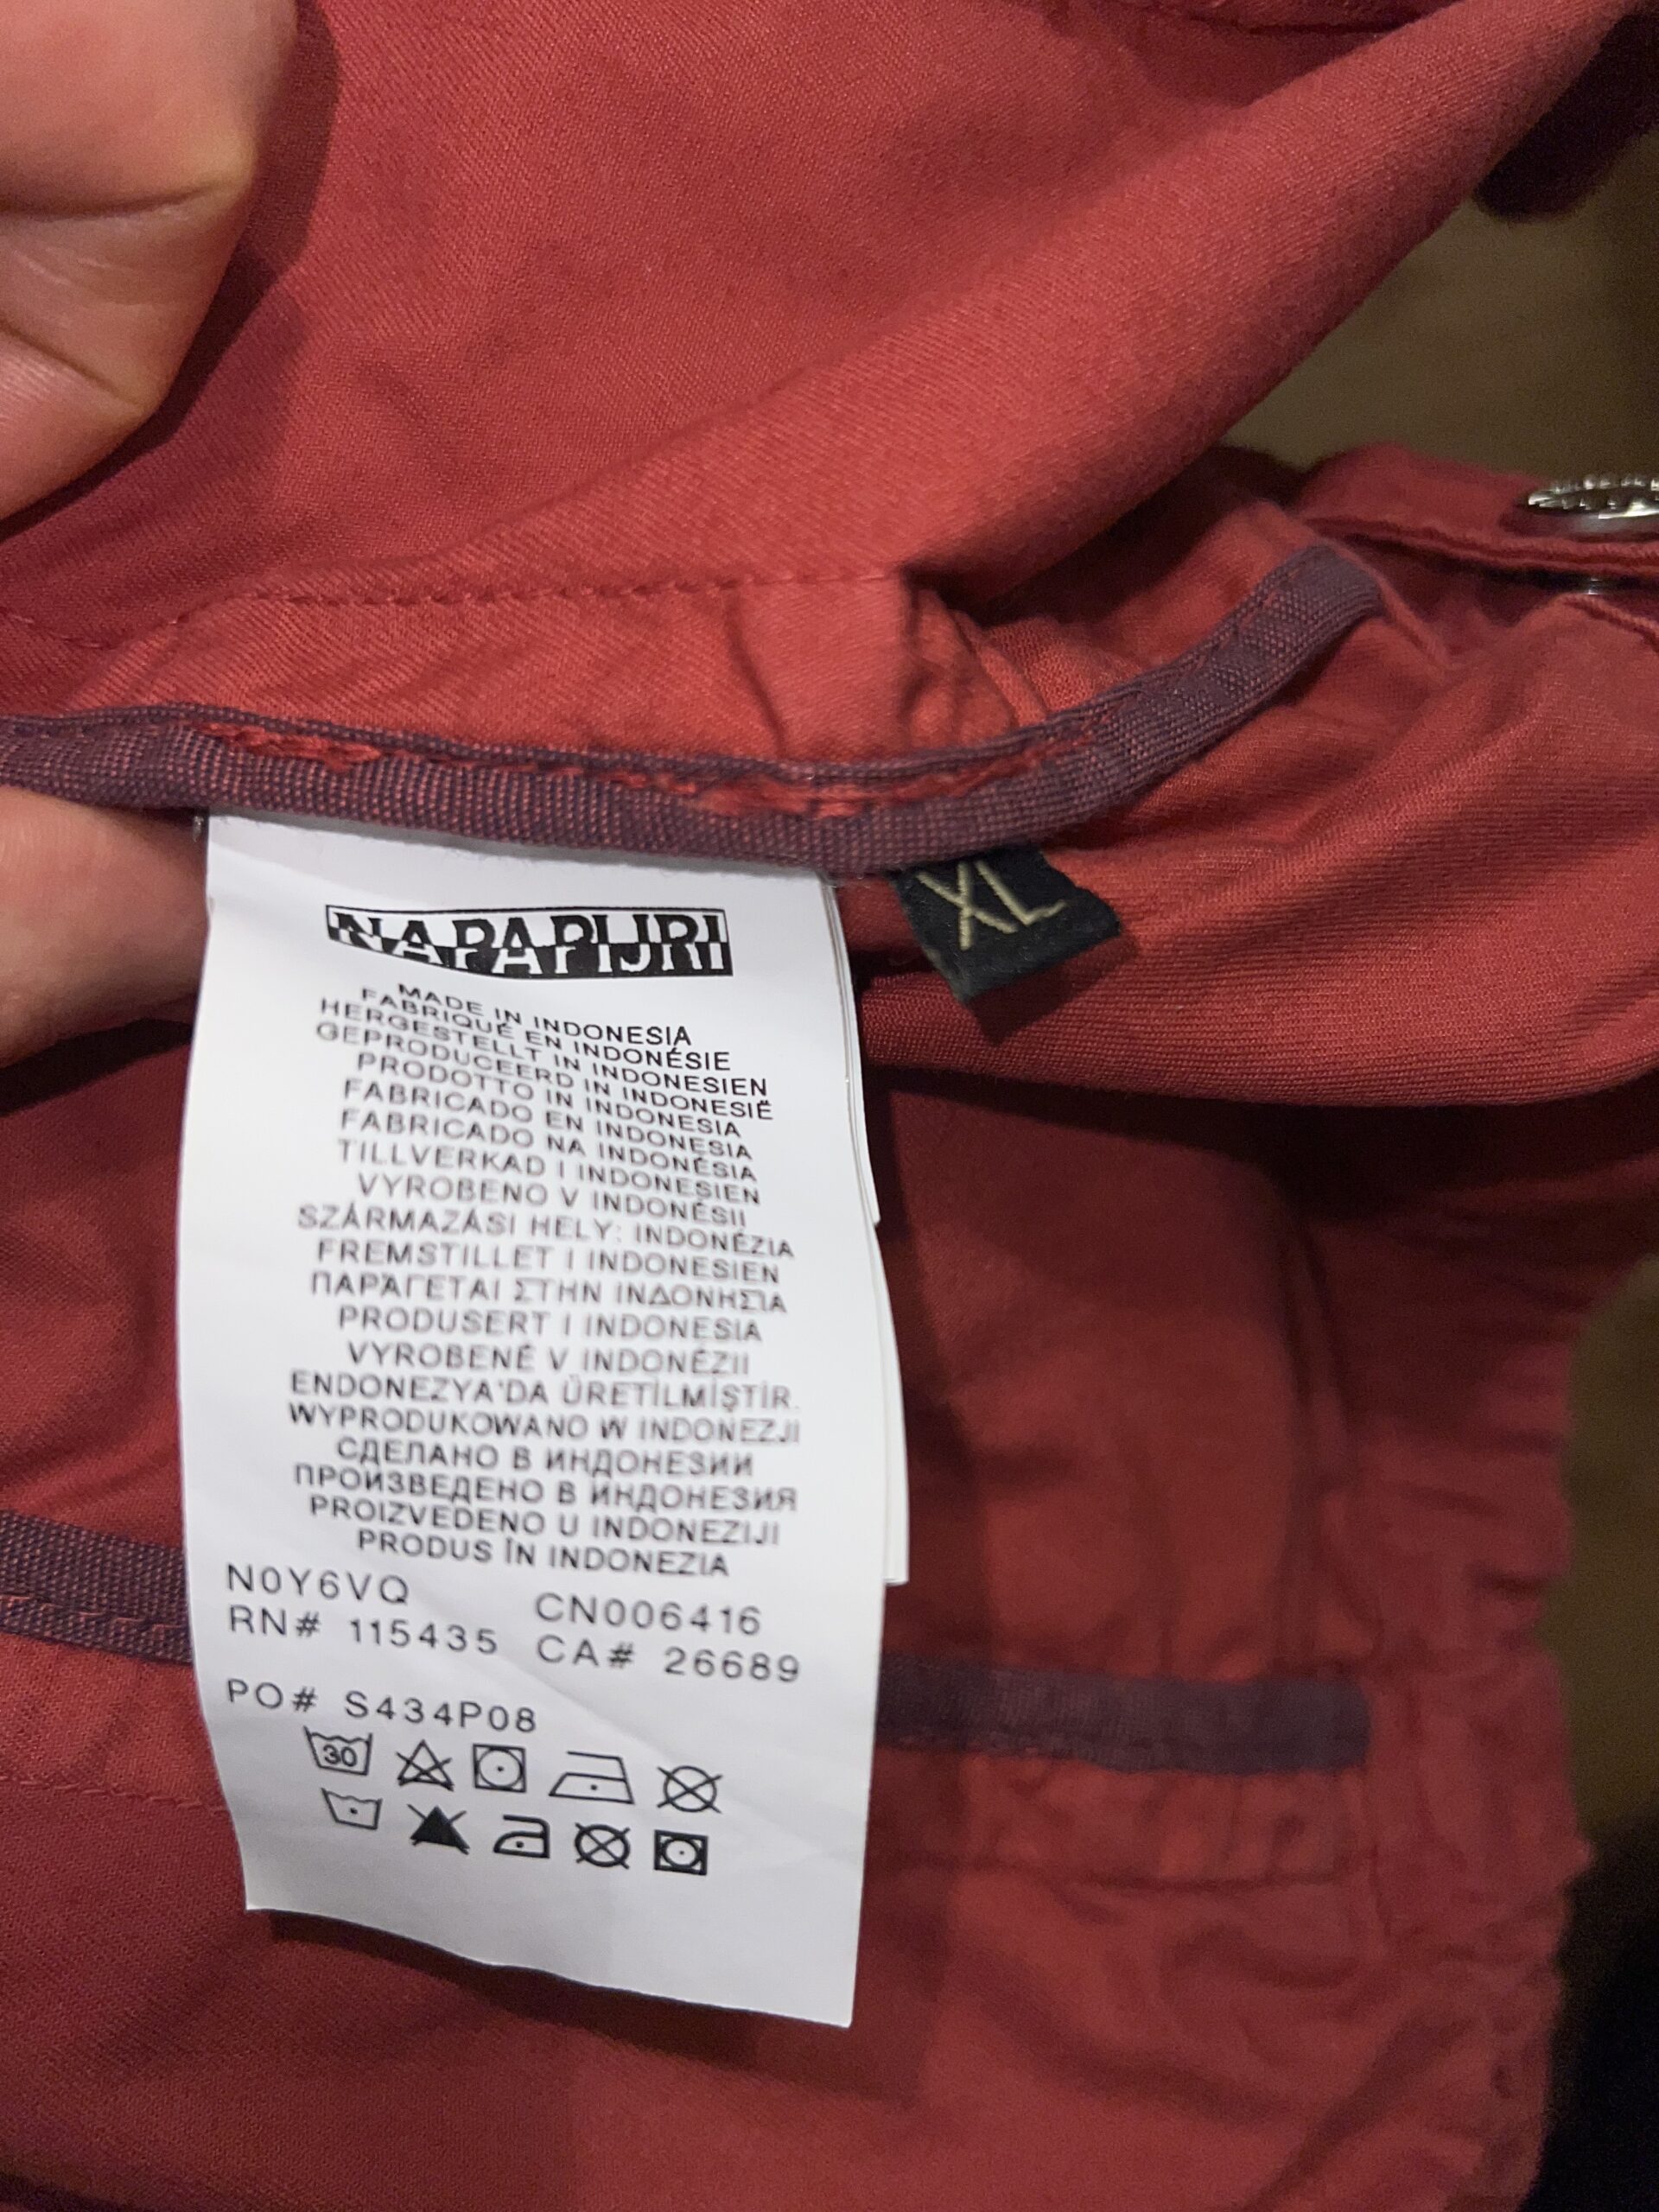 NAPAPIJRI
XL
MADE IN INDONESIA
FABRIQUÉ EN INDONÉSIE
HERGESTELLT IN INDONESIEN
GEPRODUCEERD IN INDONESIË
PRODOTTO IN INDONESIA
FABRICADO EN INDONESIA
FABRICADO NA INDONÉSIA
TILLVERKAD I INDONESIEN
VYROBENO V INDONÉSII
SZÁRMAZÁSI HELY: INDONÉZIA
FREMSTILLET I INDONESIEN
ΠΑΡΆΓΕΤΑΙ ΣΤΗΝ ΙΝΔΟΝΗΣΊΑ
PRODUSERT I INDONESIA
VYROBENÉ V INDONÉZII
ENDONEZYA'DA ÜRETİLMİŞTİR.
WYPRODUKOWANO W INDONEZJI
СДЕЛАНО В ИНДОНЕЗИИ
ПРОИЗВЕДЕНО В ИНДОНЕЗИЯ
PROIZVEDENO U INDONEZIJI
PRODUS ÎN INDONEZIA
N0Y6VQ CN006416
RN# 115435 CA# 26689
PO# S434P08
30